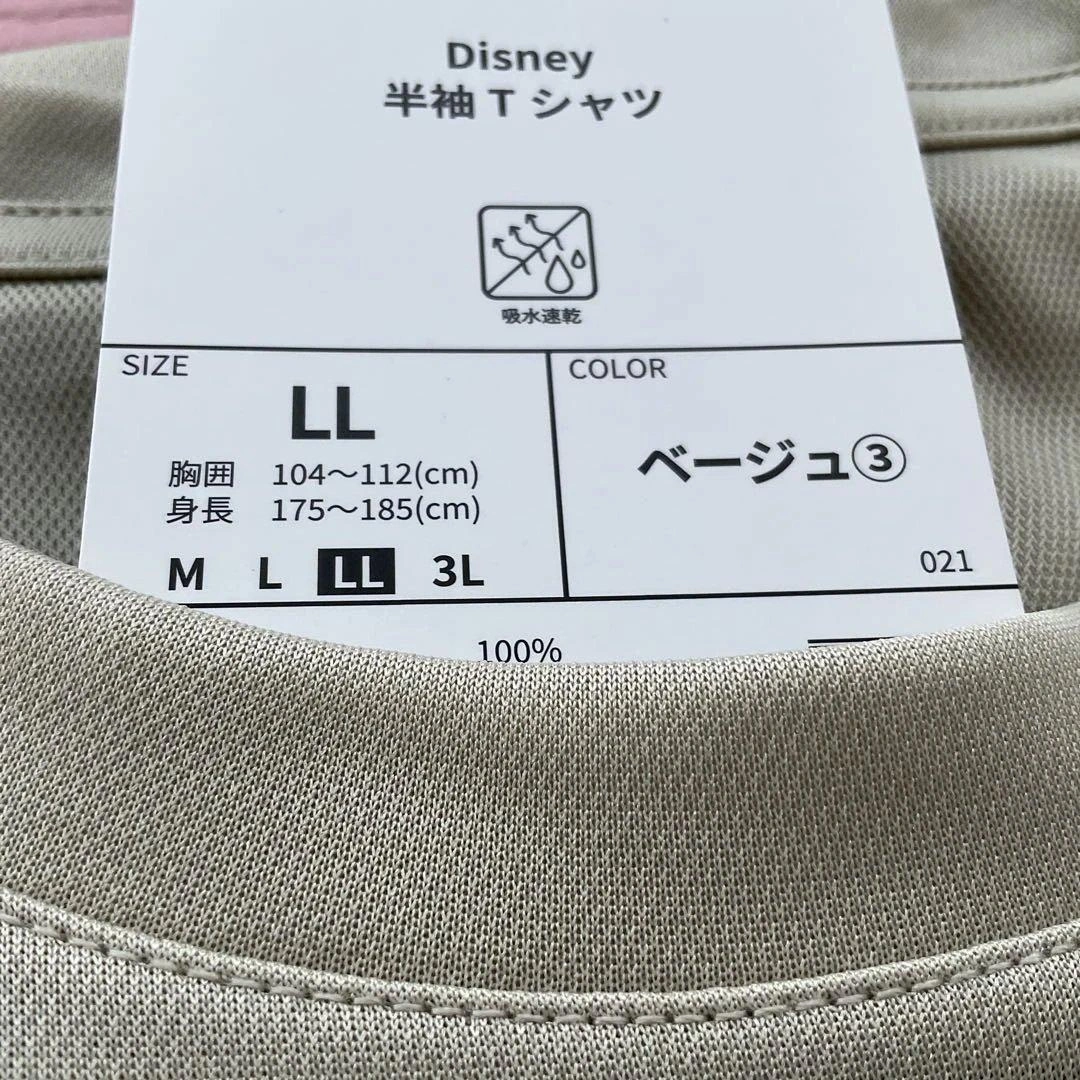 Disney
半袖Tシャツ
吸水速乾
SIZE
LL
胸囲 104〜112(cm)
身長 175〜185(cm)
M L LL 3L
COLOR
ベージュ③
021
100%